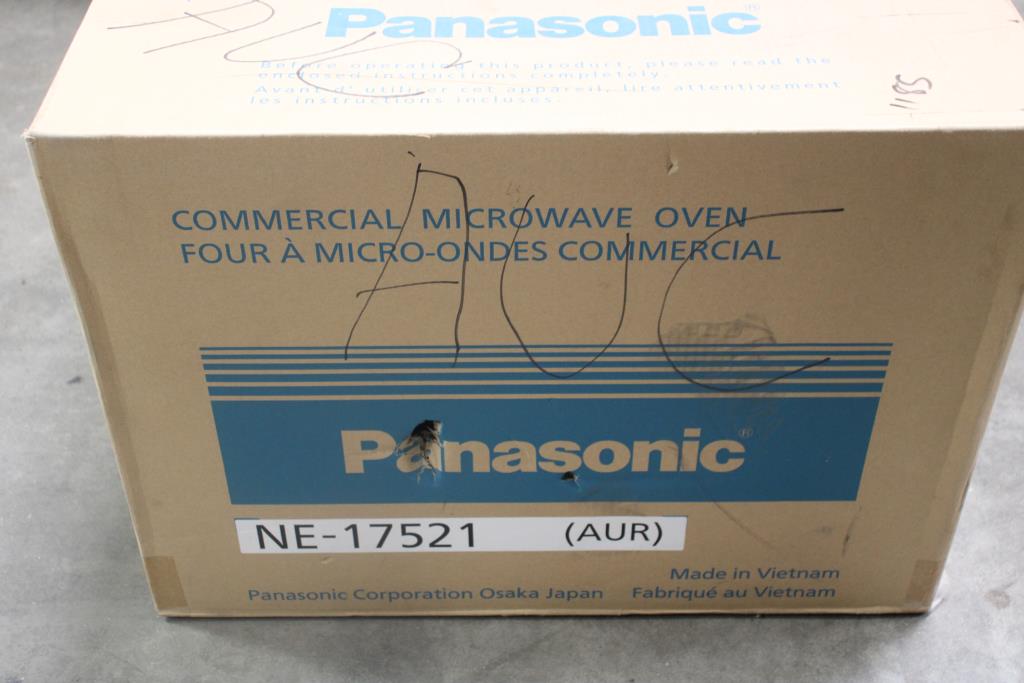 Panasonic®
Before operating this product, please read the
enclosed instructions completely.
Avant d'utiliser cet appareil, lire attentivement
les instructions incluses.
AUC
1185
COMMERCIAL MICROWAVE OVEN
FOUR À MICRO-ONDES COMMERCIAL
AUC
Panasonic®
NE-17521 (AUR)
Made in Vietnam
Panasonic Corporation Osaka Japan Fabriqué au Vietnam